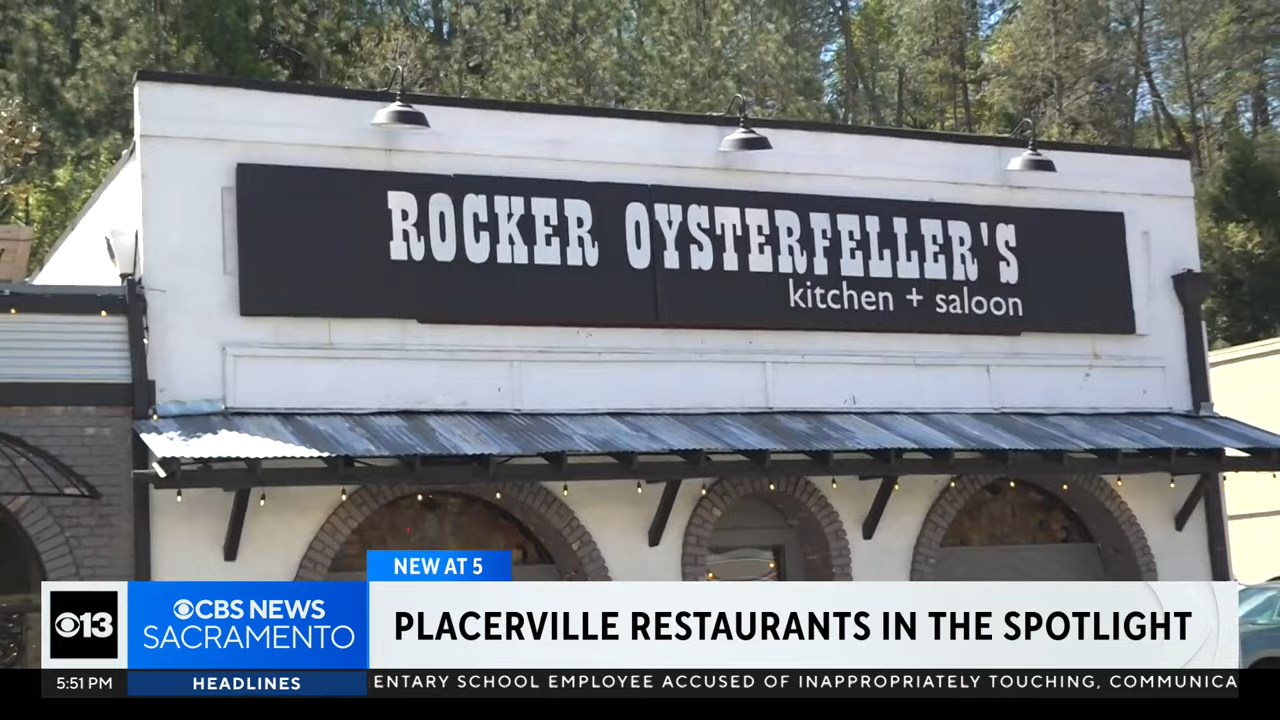 ROCKER OYSTERFELLER'S
kitchen + saloon
NEW AT 5
13
CBS NEWS
SACRAMENTO
PLACERVILLE RESTAURANTS IN THE SPOTLIGHT
5:51 PM
HEADLINES
ENTARY SCHOOL EMPLOYEE ACCUSED OF INAPPROPRIATELY TOUCHING, COMMUNICA